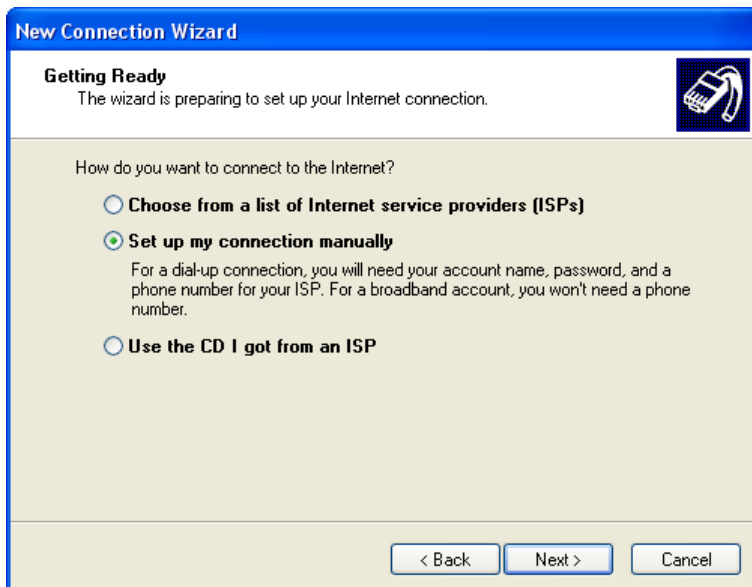 New Connection Wizard
Getting Ready
The wizard is preparing to set up your Internet connection.
How do you want to connect to the Internet?
Choose from a list of Internet service providers (ISPs)
Set up my connection manually
For a dial-up connection, you will need your account name, password, and a
phone number for your ISP. For a broadband account, you won't need a phone
number.
Use the CD I got from an ISP
< Back
Next >
Cancel